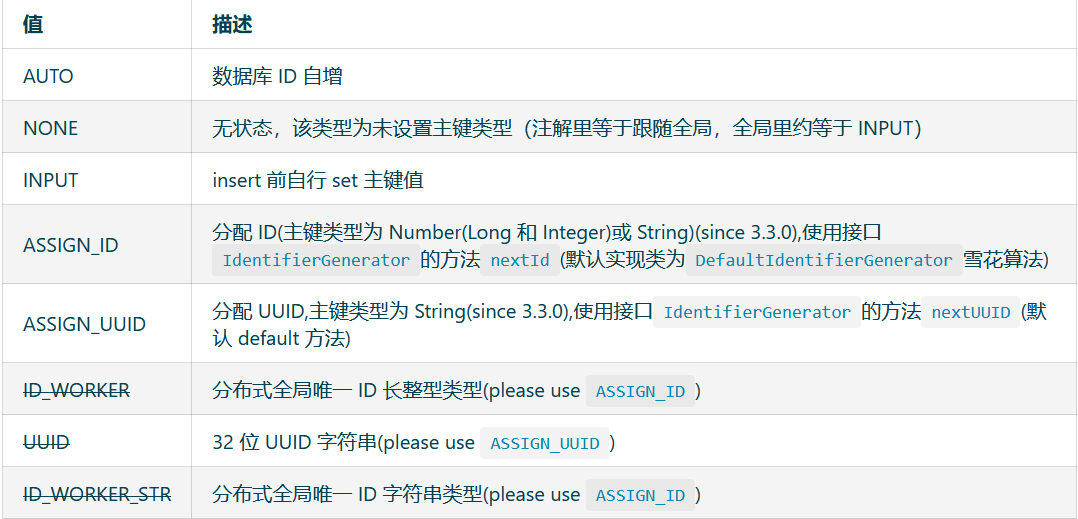 值 描述
AUTO 数据库 ID 自增
NONE 无状态，该类型为未设置主键类型（注解里等于跟随全局，全局里约等于 INPUT）
INPUT insert 前自行 set 主键值
ASSIGN_ID 分配 ID(主键类型为 Number(Long 和 Integer)或 String)(since 3.3.0),使用接口
IdentifierGenerator 的方法 nextId (默认实现类为 DefaultIdentifierGenerator 雪花算法)
ASSIGN_UUID 分配 UUID,主键类型为 String(since 3.3.0),使用接口 IdentifierGenerator 的方法 nextUUID (默
认 default 方法)
ID_WORKER 分布式全局唯一 ID 长整型类型(please use ASSIGN_ID )
UUID 32 位 UUID 字符串(please use ASSIGN_UUID )
ID_WORKER_STR 分布式全局唯一 ID 字符串类型(please use ASSIGN_ID )